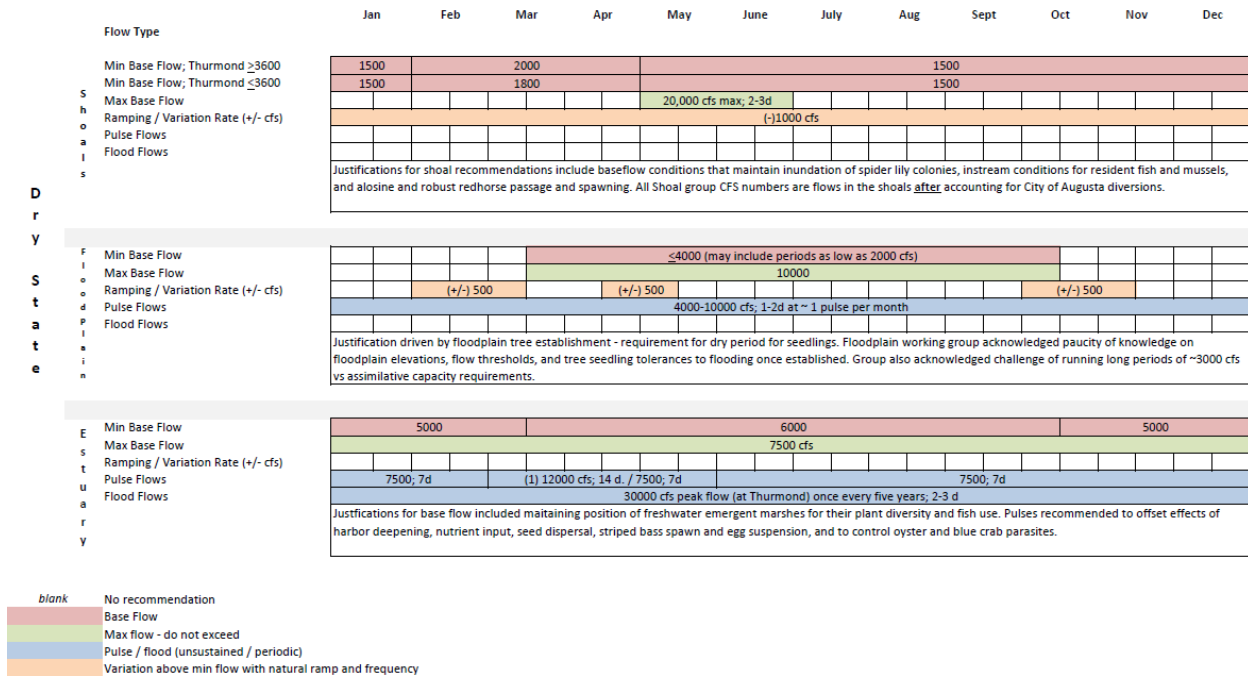 Jan Feb Mar Apr May June July Aug Sept Oct Nov Dec
Flow Type
Dry State
Shoals
Min Base Flow; Thurmond ≥3600 1500 2000 1500
Min Base Flow; Thurmond ≤3600 1500 1800 1500
Max Base Flow 20,000 cfs max; 2-3d
Ramping / Variation Rate (+/- cfs) (-)1000 cfs
Pulse Flows
Flood Flows
Justifications for shoal recommendations include baseflow conditions that maintain inundation of spider lily colonies, instream conditions for resident fish and mussels,
and alosine and robust redhorse passage and spawning. All Shoal group CFS numbers are flows in the shoals after accounting for City of Augusta diversions.
Floodplain
Min Base Flow ≤4000 (may include periods as low as 2000 cfs)
Max Base Flow 10000
Ramping / Variation Rate (+/- cfs) (+/-) 500 (+/-) 500 (+/-) 500
Pulse Flows 4000-10000 cfs; 1-2d at ~ 1 pulse per month
Flood Flows
Justification driven by floodplain tree establishment - requirement for dry period for seedlings. Floodplain working group acknowledged paucity of knowledge on
floodplain elevations, flow thresholds, and tree seedling tolerances to flooding once established. Group also acknowledged challenge of running long periods of ~3000 cfs
vs assimilative capacity requirements.
Estuary
Min Base Flow 5000 6000 5000
Max Base Flow 7500 cfs
Ramping / Variation Rate (+/- cfs)
Pulse Flows 7500; 7d (1) 12000 cfs; 14 d. / 7500; 7d 7500; 7d
Flood Flows 30000 cfs peak flow (at Thurmond) once every five years; 2-3 d
Justfications for base flow included maitaining position of freshwater emergent marshes for their plant diversity and fish use. Pulses recommended to offset effects of
harbor deepening, nutrient input, seed dispersal, striped bass spawn and egg suspension, and to control oyster and blue crab parasites.
blank No recommendation
Base Flow
Max flow - do not exceed
Pulse / flood (unsustained / periodic)
Variation above min flow with natural ramp and frequency